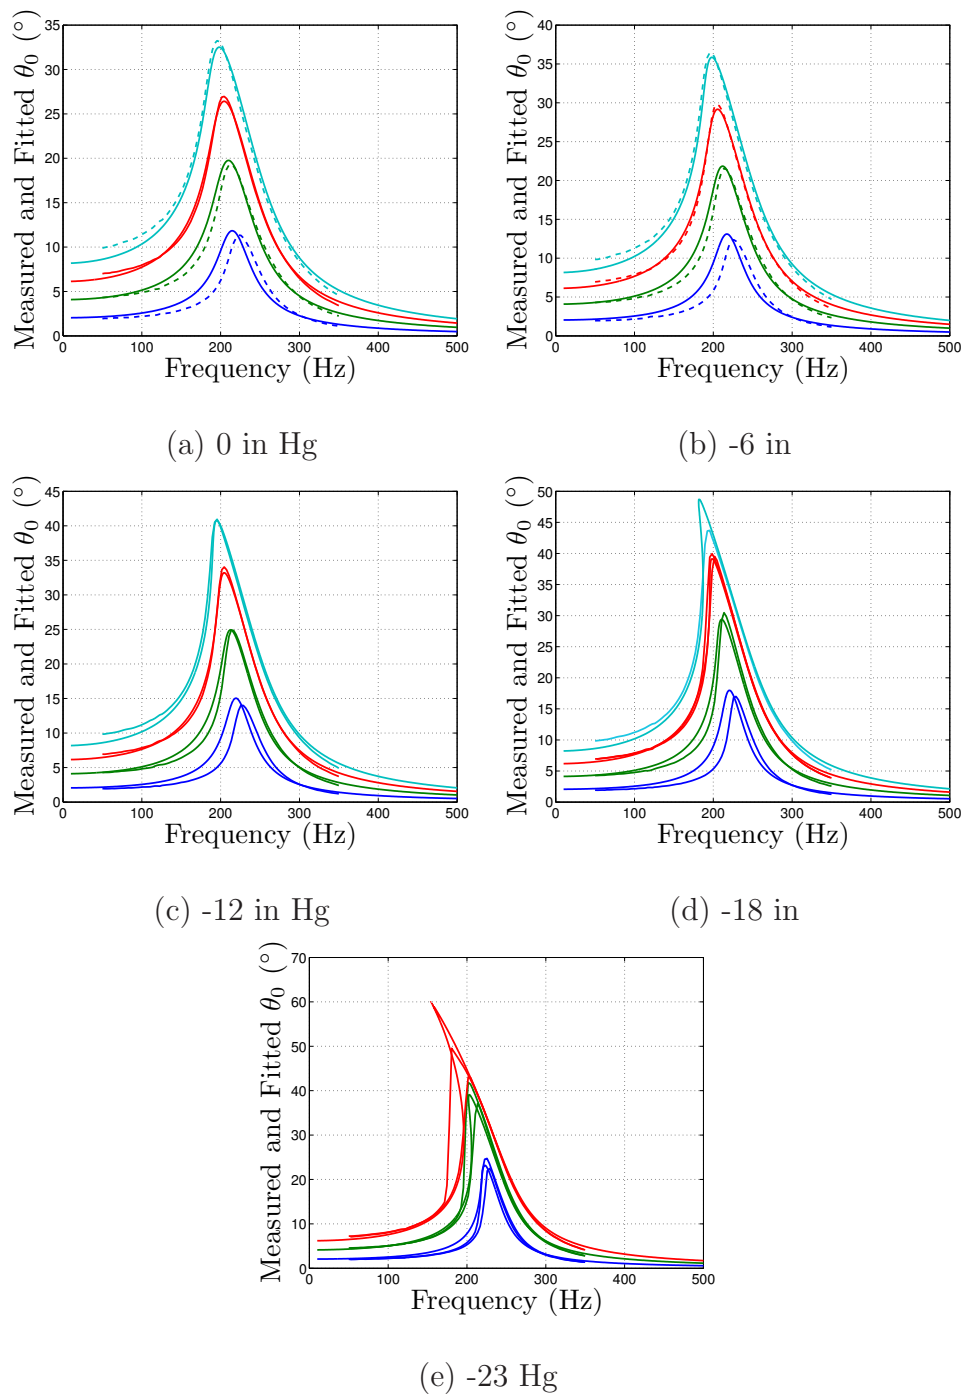 Measured and Fitted θ₀ (°)
35
30
25
20
15
10
5
0
0 100 200 300 400 500
Frequency (Hz)
(a) 0 in Hg
Measured and Fitted θ₀ (°)
40
35
30
25
20
15
10
5
0
0 100 200 300 400 500
Frequency (Hz)
(b) -6 in
Measured and Fitted θ₀ (°)
45
40
35
30
25
20
15
10
5
0
0 100 200 300 400 500
Frequency (Hz)
(c) -12 in Hg
Measured and Fitted θ₀ (°)
50
45
40
35
30
25
20
15
10
5
0
0 100 200 300 400 500
Frequency (Hz)
(d) -18 in
Measured and Fitted θ₀ (°)
70
60
50
40
30
20
10
0
0 100 200 300 400 500
Frequency (Hz)
(e) -23 Hg